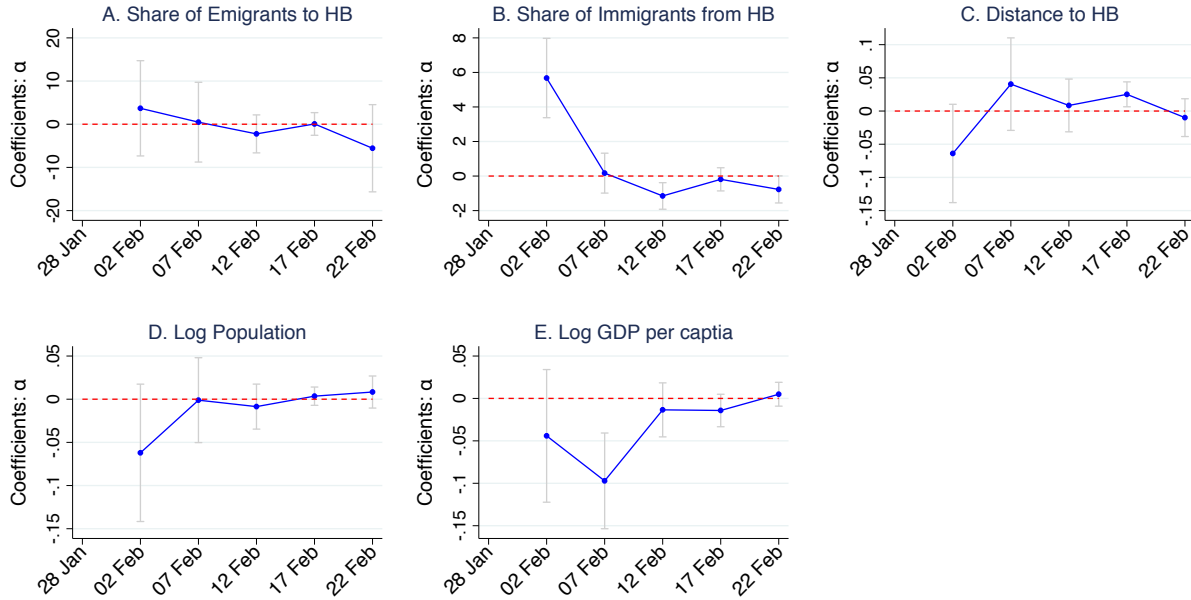 A. Share of Emigrants to HB
Coefficients: α
20
10
0
-10
-20
28 Jan
02 Feb
07 Feb
12 Feb
17 Feb
22 Feb
B. Share of Immigrants from HB
Coefficients: α
8
6
4
2
0
-2
28 Jan
02 Feb
07 Feb
12 Feb
17 Feb
22 Feb
C. Distance to HB
Coefficients: α
.1
.05
0
-.05
-.1
-.15
28 Jan
02 Feb
07 Feb
12 Feb
17 Feb
22 Feb
D. Log Population
Coefficients: α
.05
0
-.05
-.1
-.15
28 Jan
02 Feb
07 Feb
12 Feb
17 Feb
22 Feb
E. Log GDP per captia
Coefficients: α
.05
0
-.05
-.1
-.15
28 Jan
02 Feb
07 Feb
12 Feb
17 Feb
22 Feb